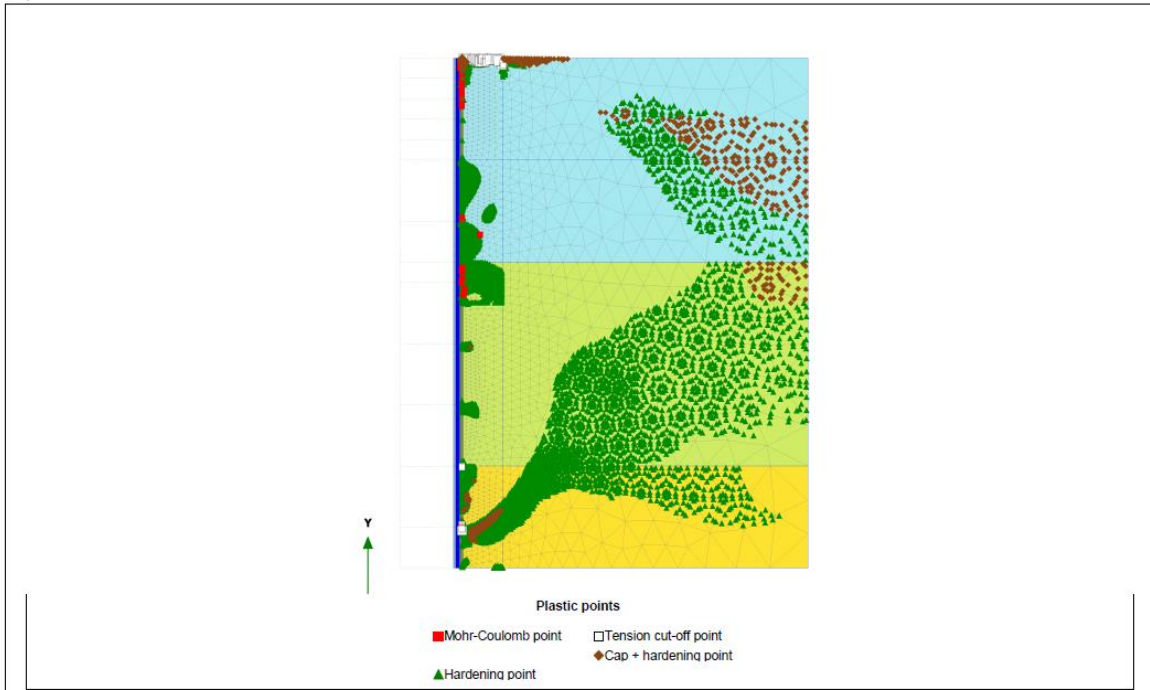 Y
Plastic points
Mohr-Coulomb point Tension cut-off point
Cap + hardening point
Hardening point